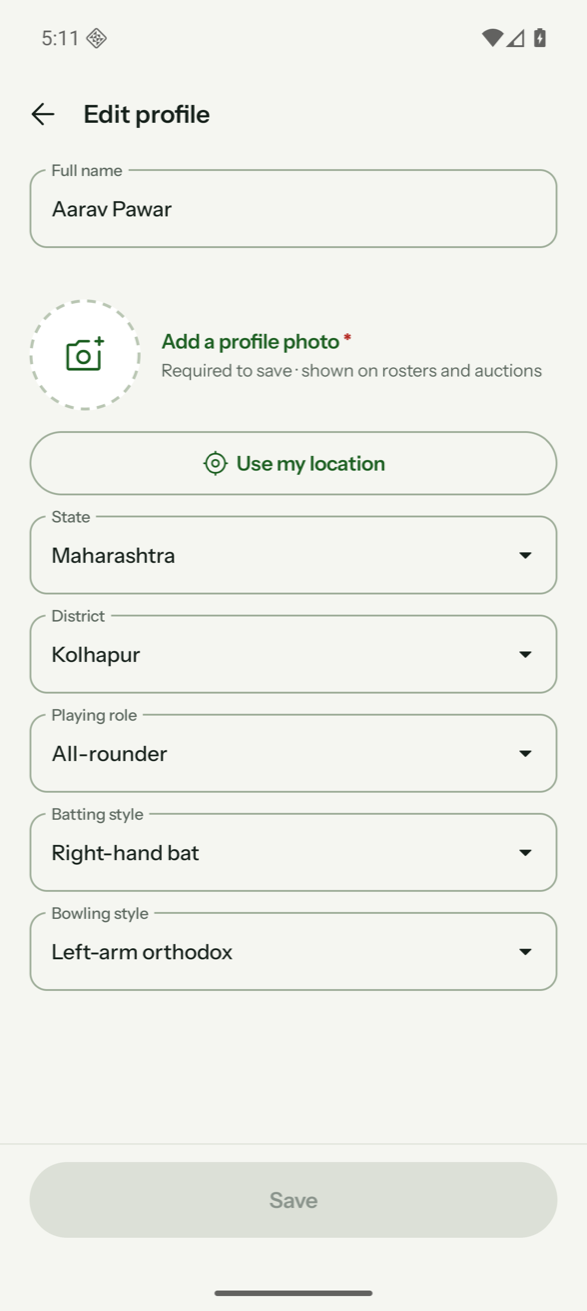 5:11
Edit profile
Full name
Aarav Pawar
Add a profile photo *
Required to save · shown on rosters and auctions
Use my location
State
Maharashtra
District
Kolhapur
Playing role
All-rounder
Batting style
Right-hand bat
Bowling style
Left-arm orthodox
Save